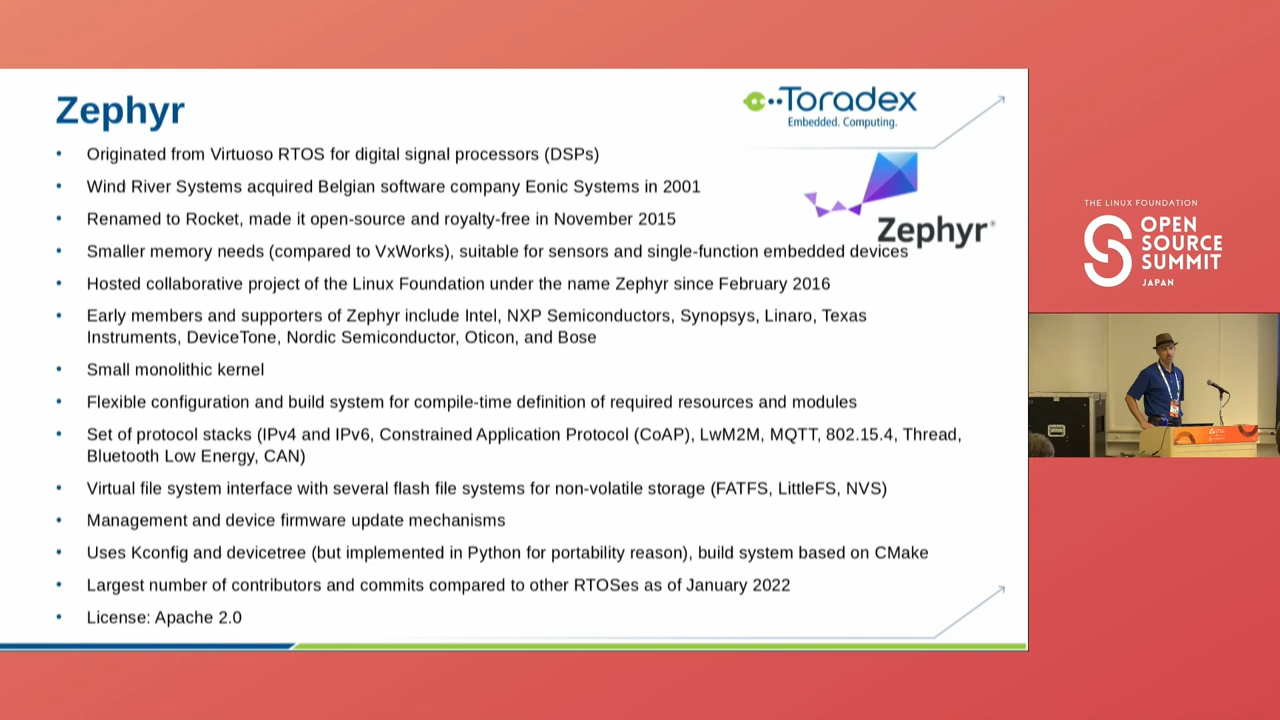 Zephyr
Toradex
Embedded. Computing.
• Originated from Virtuoso RTOS for digital signal processors (DSPs)
• Wind River Systems acquired Belgian software company Eonic Systems in 2001
• Renamed to Rocket, made it open-source and royalty-free in November 2015
Zephyr®
• Smaller memory needs (compared to VxWorks), suitable for sensors and single-function embedded devices
• Hosted collaborative project of the Linux Foundation under the name Zephyr since February 2016
• Early members and supporters of Zephyr include Intel, NXP Semiconductors, Synopsys, Linaro, Texas
Instruments, DeviceTone, Nordic Semiconductor, Oticon, and Bose
• Small monolithic kernel
• Flexible configuration and build system for compile-time definition of required resources and modules
• Set of protocol stacks (IPv4 and IPv6, Constrained Application Protocol (CoAP), LwM2M, MQTT, 802.15.4, Thread,
Bluetooth Low Energy, CAN)
• Virtual file system interface with several flash file systems for non-volatile storage (FATFS, LittleFS, NVS)
• Management and device firmware update mechanisms
• Uses Kconfig and devicetree (but implemented in Python for portability reason), build system based on CMake
• Largest number of contributors and commits compared to other RTOSes as of January 2022
• License: Apache 2.0
THE LINUX FOUNDATION
OPEN
SOURCE
SUMMIT
JAPAN